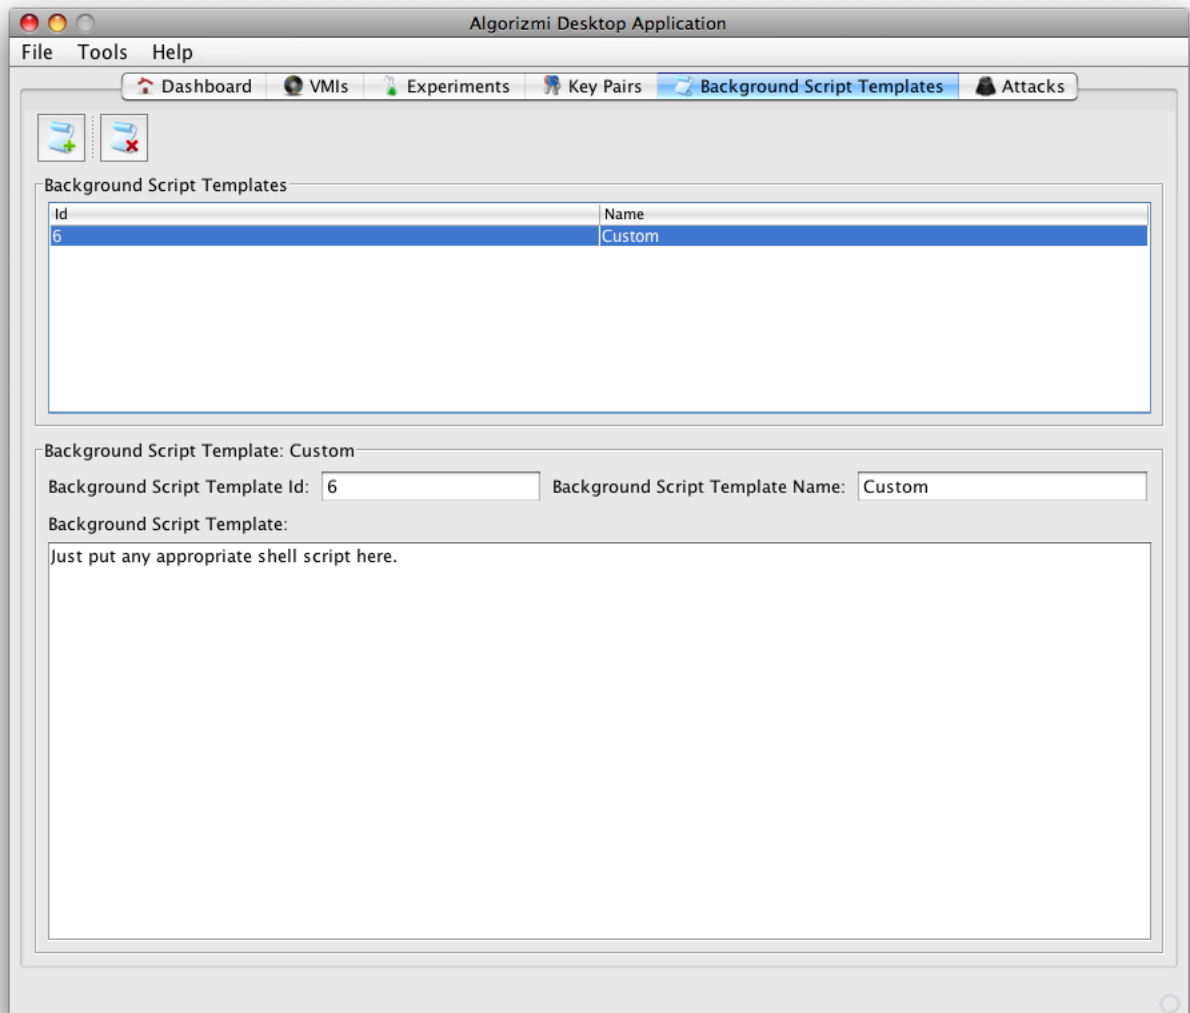 Algorizmi Desktop Application
File Tools Help
Dashboard VMIs Experiments Key Pairs Background Script Templates Attacks
Background Script Templates
Id Name
6 Custom
Background Script Template: Custom
Background Script Template Id: 6 Background Script Template Name: Custom
Background Script Template:
Just put any appropriate shell script here.